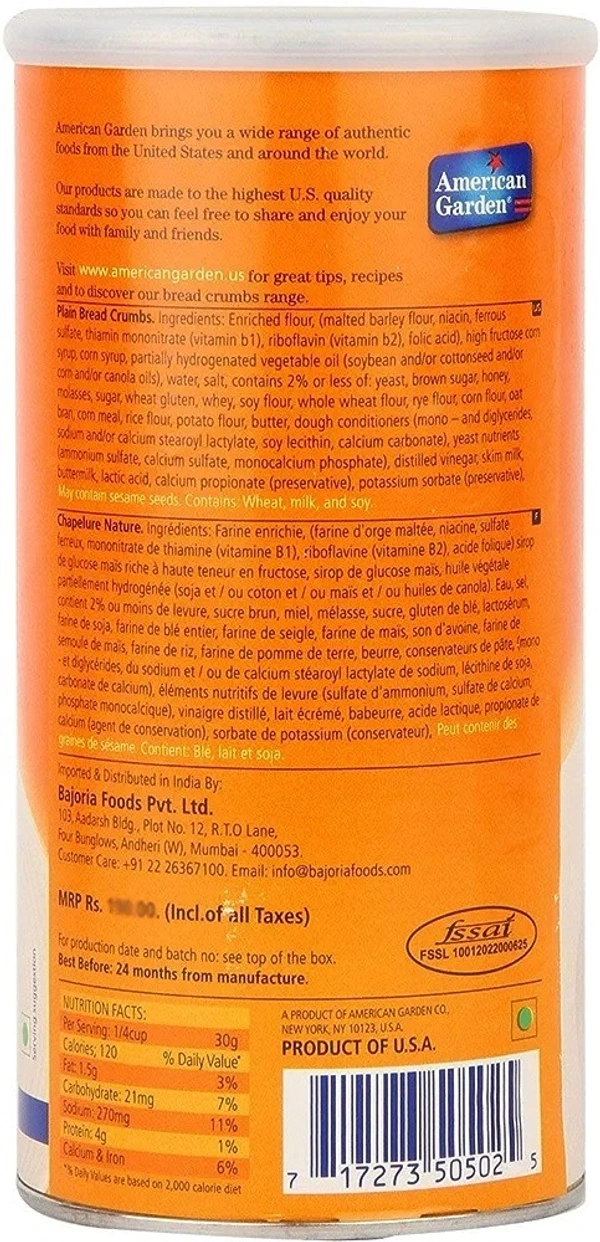 American Garden brings you a wide range of authentic
foods from the United States and around the world.
American
Garden®
Our products are made to the highest U.S. quality
standards so you can feel free to share and enjoy your
food with family and friends.
Visit www.americangarden.us for great tips, recipes
and to discover our bread crumbs range.
Plain Bread Crumbs. Ingredients: Enriched flour, (malted barley flour, niacin, ferrous
sulfate, thiamin mononitrate (vitamin b1), riboflavin (vitamin b2), folic acid), high fructose corn
syrup, corn syrup, partially hydrogenated vegetable oil (soybean and/or cottonseed and/or
corn and/or canola oils), water, salt, contains 2% or less of: yeast, brown sugar, honey,
molasses, sugar, wheat gluten, whey, soy flour, whole wheat flour, rye flour, corn flour, oat
bran, corn meal, rice flour, potato flour, butter, dough conditioners (mono – and diglycerides,
sodium and/or calcium stearoyl lactylate, soy lecithin, calcium carbonate), yeast nutrients
(ammonium sulfate, calcium sulfate, monocalcium phosphate), distilled vinegar, skim milk,
buttermilk, lactic acid, calcium propionate (preservative), potassium sorbate (preservative),
May contain sesame seeds. Contains: Wheat, milk, and soy.
F
Chapelure Nature. Ingrédients: Farine enrichie, (farine d'orge maltée, niacine, sulfate
ferreux, mononitrate de thiamine (vitamine B1), riboflavine (vitamine B2), acide folique) sirop
de glucose maïs riche à haute teneur en fructose, sirop de glucose maïs, huile végétale
partiellement hydrogénée (soja et / ou coton et / ou maïs et / ou huiles de canola). Eau, sel,
contient 2% ou moins de levure, sucre brun, miel, mélasse, sucre, gluten de blé, lactosérum,
farine de soja, farine de blé entier, farine de seigle, farine de maïs, son d'avoine, farine de
semoule de maïs, farine de riz, farine de pomme de terre, beurre, conservateurs de pâte, (mono
- et diglycérides, du sodium et / ou de calcium stéaroyl lactylate de sodium, lécithine de soja,
carbonate de calcium), éléments nutritifs de levure (sulfate d'ammonium, sulfate de calcium,
phosphate monocalcique), vinaigre distillé, lait écrémé, babeurre, acide lactique, propionate de
calcium (agent de conservation), sorbate de potassium (conservateur), Peut contenir des
graines de sésame. Contient: Blé, lait et soja.
Imported & Distributed in India By:
Bajoria Foods Pvt. Ltd.
103, Aadarsh Bldg., Plot No. 12, R.T.O Lane,
Four Bunglows, Andheri (W), Mumbai - 400053.
Customer Care: +91 22 26367100. Email: info@bajoriafoods.com
MRP Rs. (Incl.of all Taxes)
fssai
FSSL 10012022000625
For production date and batch no: see top of the box.
Best Before: 24 months from manufacture.
Serving suggestion
NUTRITION FACTS:
Per Serving: 1/4cup 30g
Calories; 120 % Daily Value*
Fat: 1.5g 3%
Carbohydrate: 21mg 7%
Sodium: 270mg 11%
Protein: 4g 1%
Calcium & Iron 6%
*% Daily Values are based on 2,000 calorie diet
A PRODUCT OF AMERICAN GARDEN CO.,
NEW YORK, NY 10123, U.S.A.
PRODUCT OF U.S.A.
7 17273 50502 5